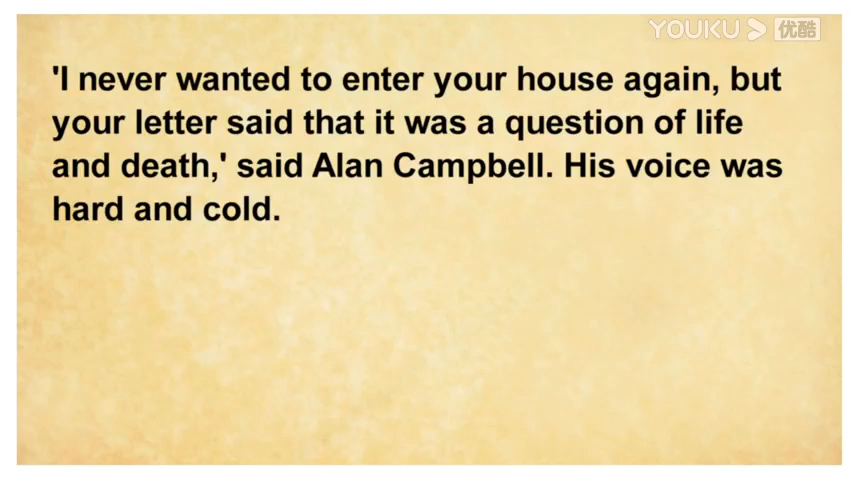 YOUKU 优酷
'I never wanted to enter your house again, but
your letter said that it was a question of life
and death,' said Alan Campbell. His voice was
hard and cold.